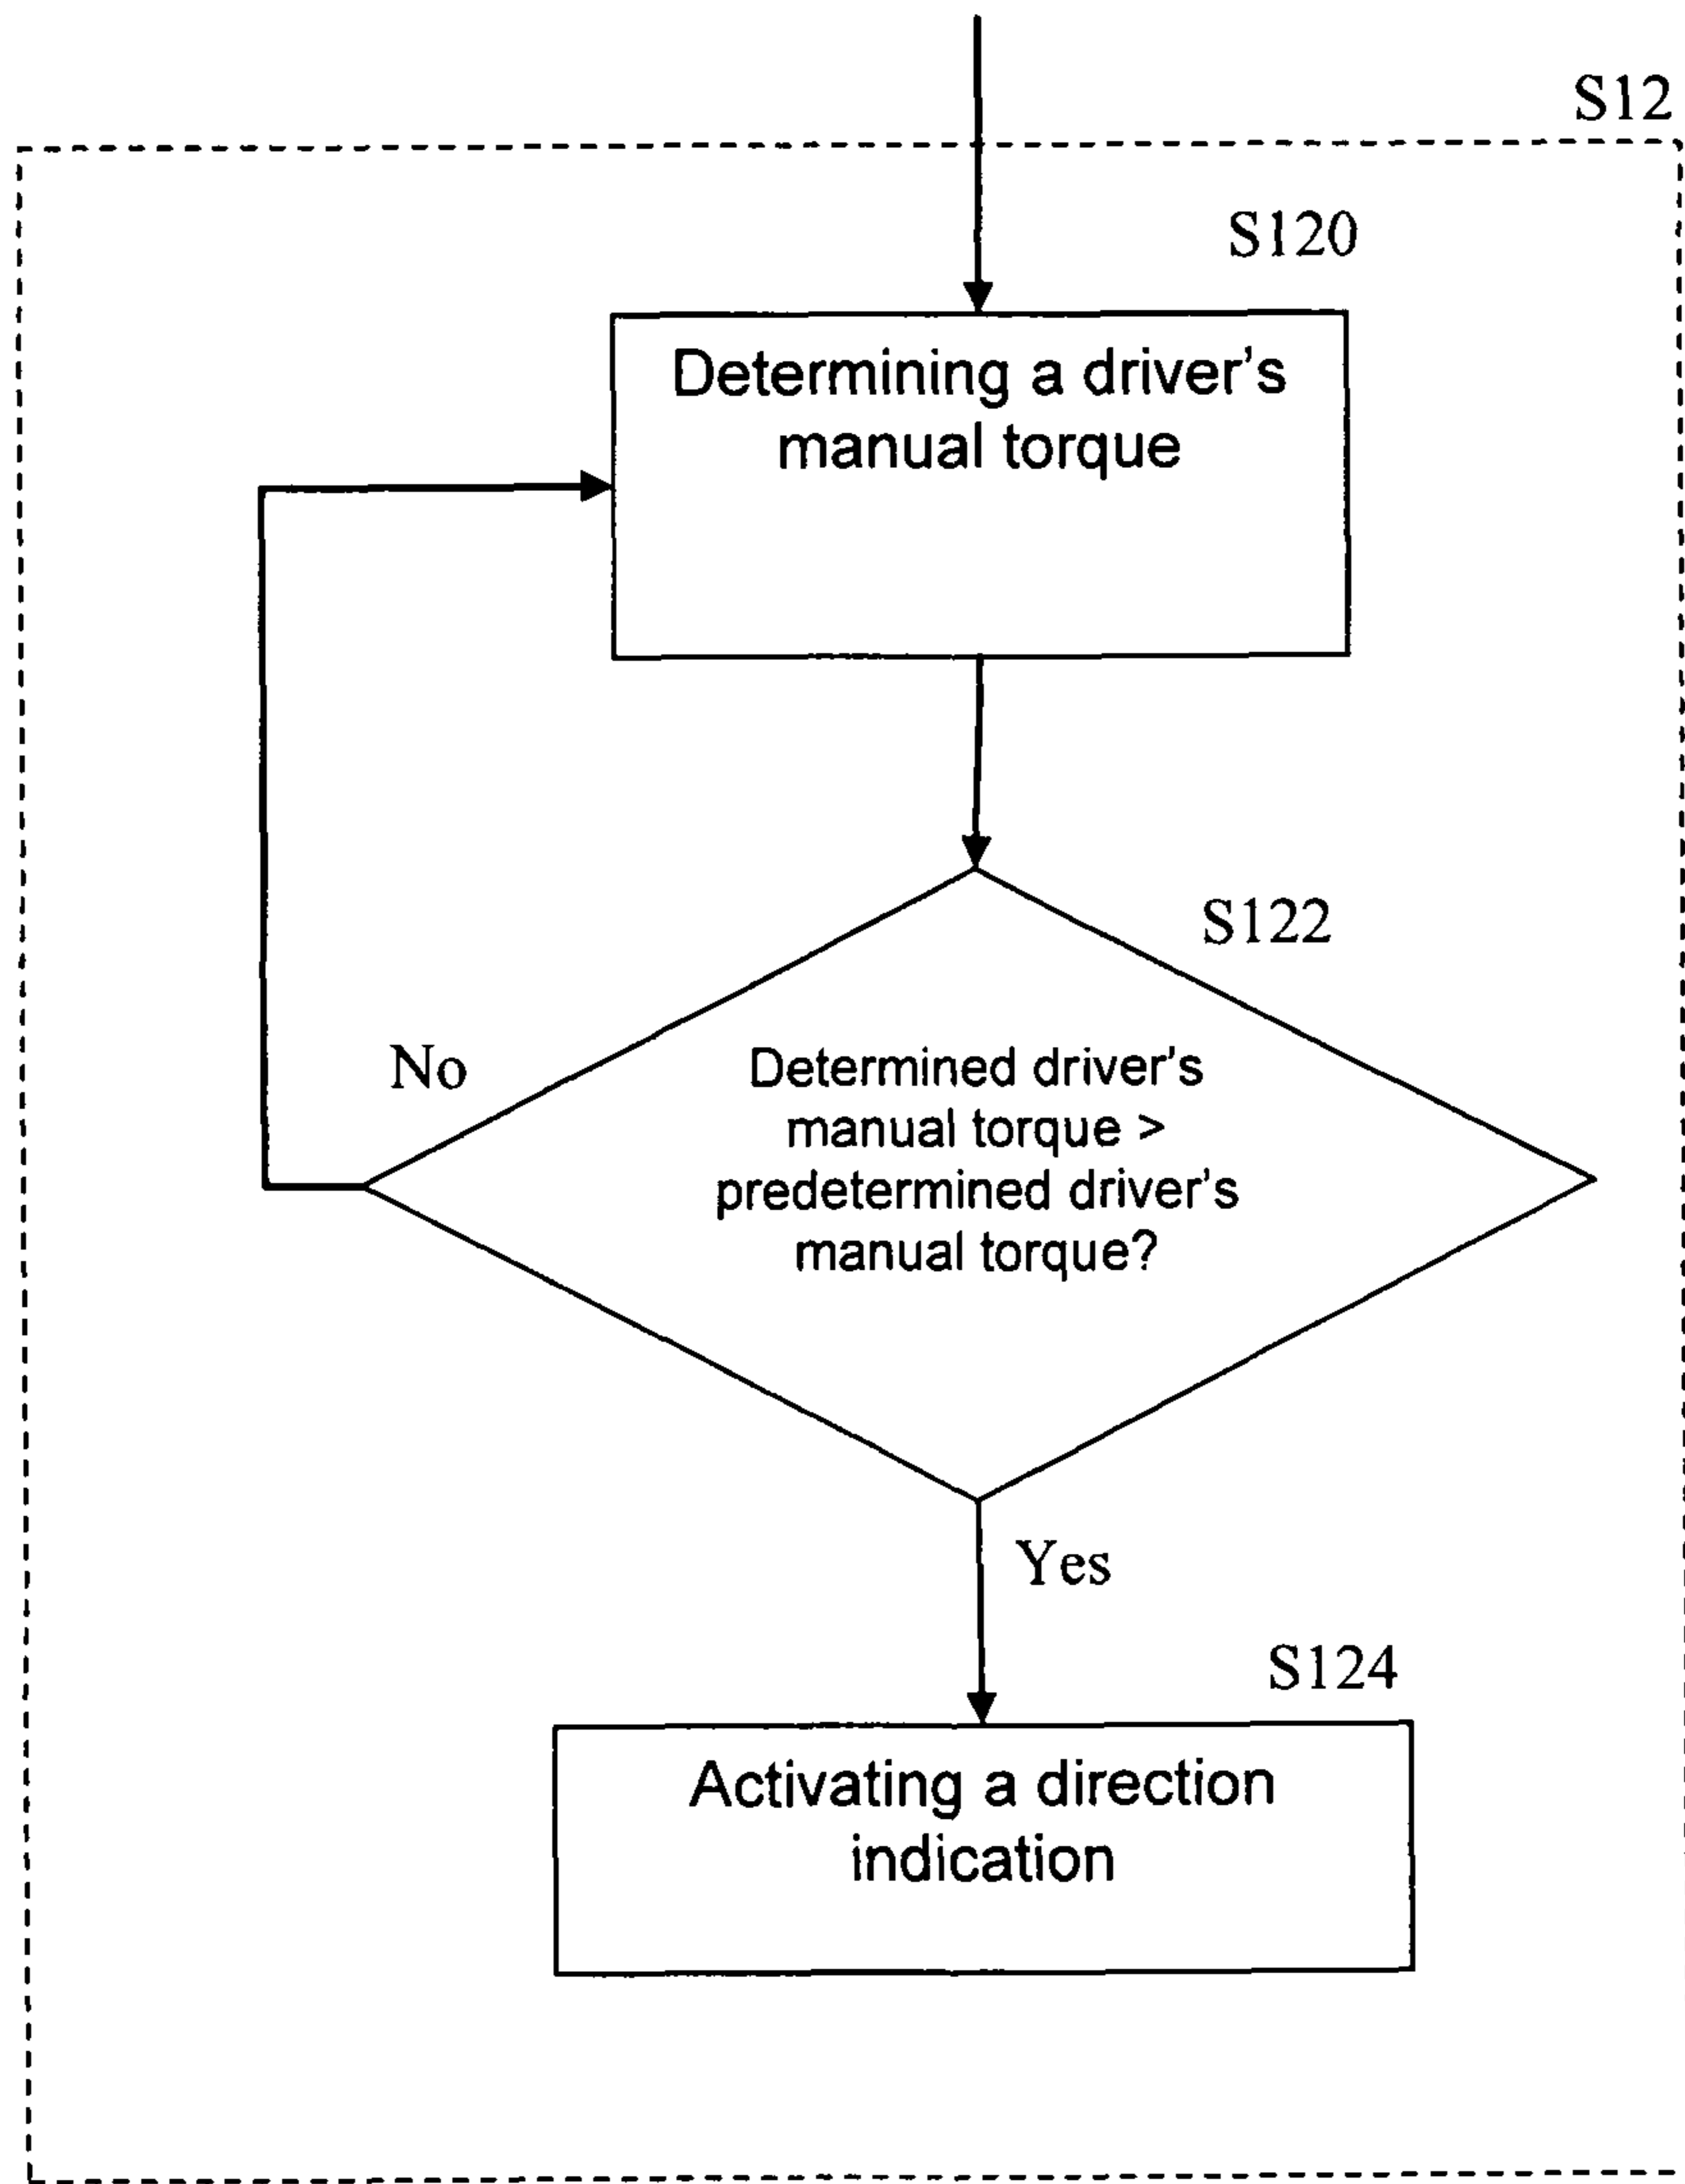 S12
S120
Determining a driver's
manual torque
S122
No
Determined driver's
manual torque >
predetermined driver's
manual torque?
Yes
S124
Activating a direction
indication